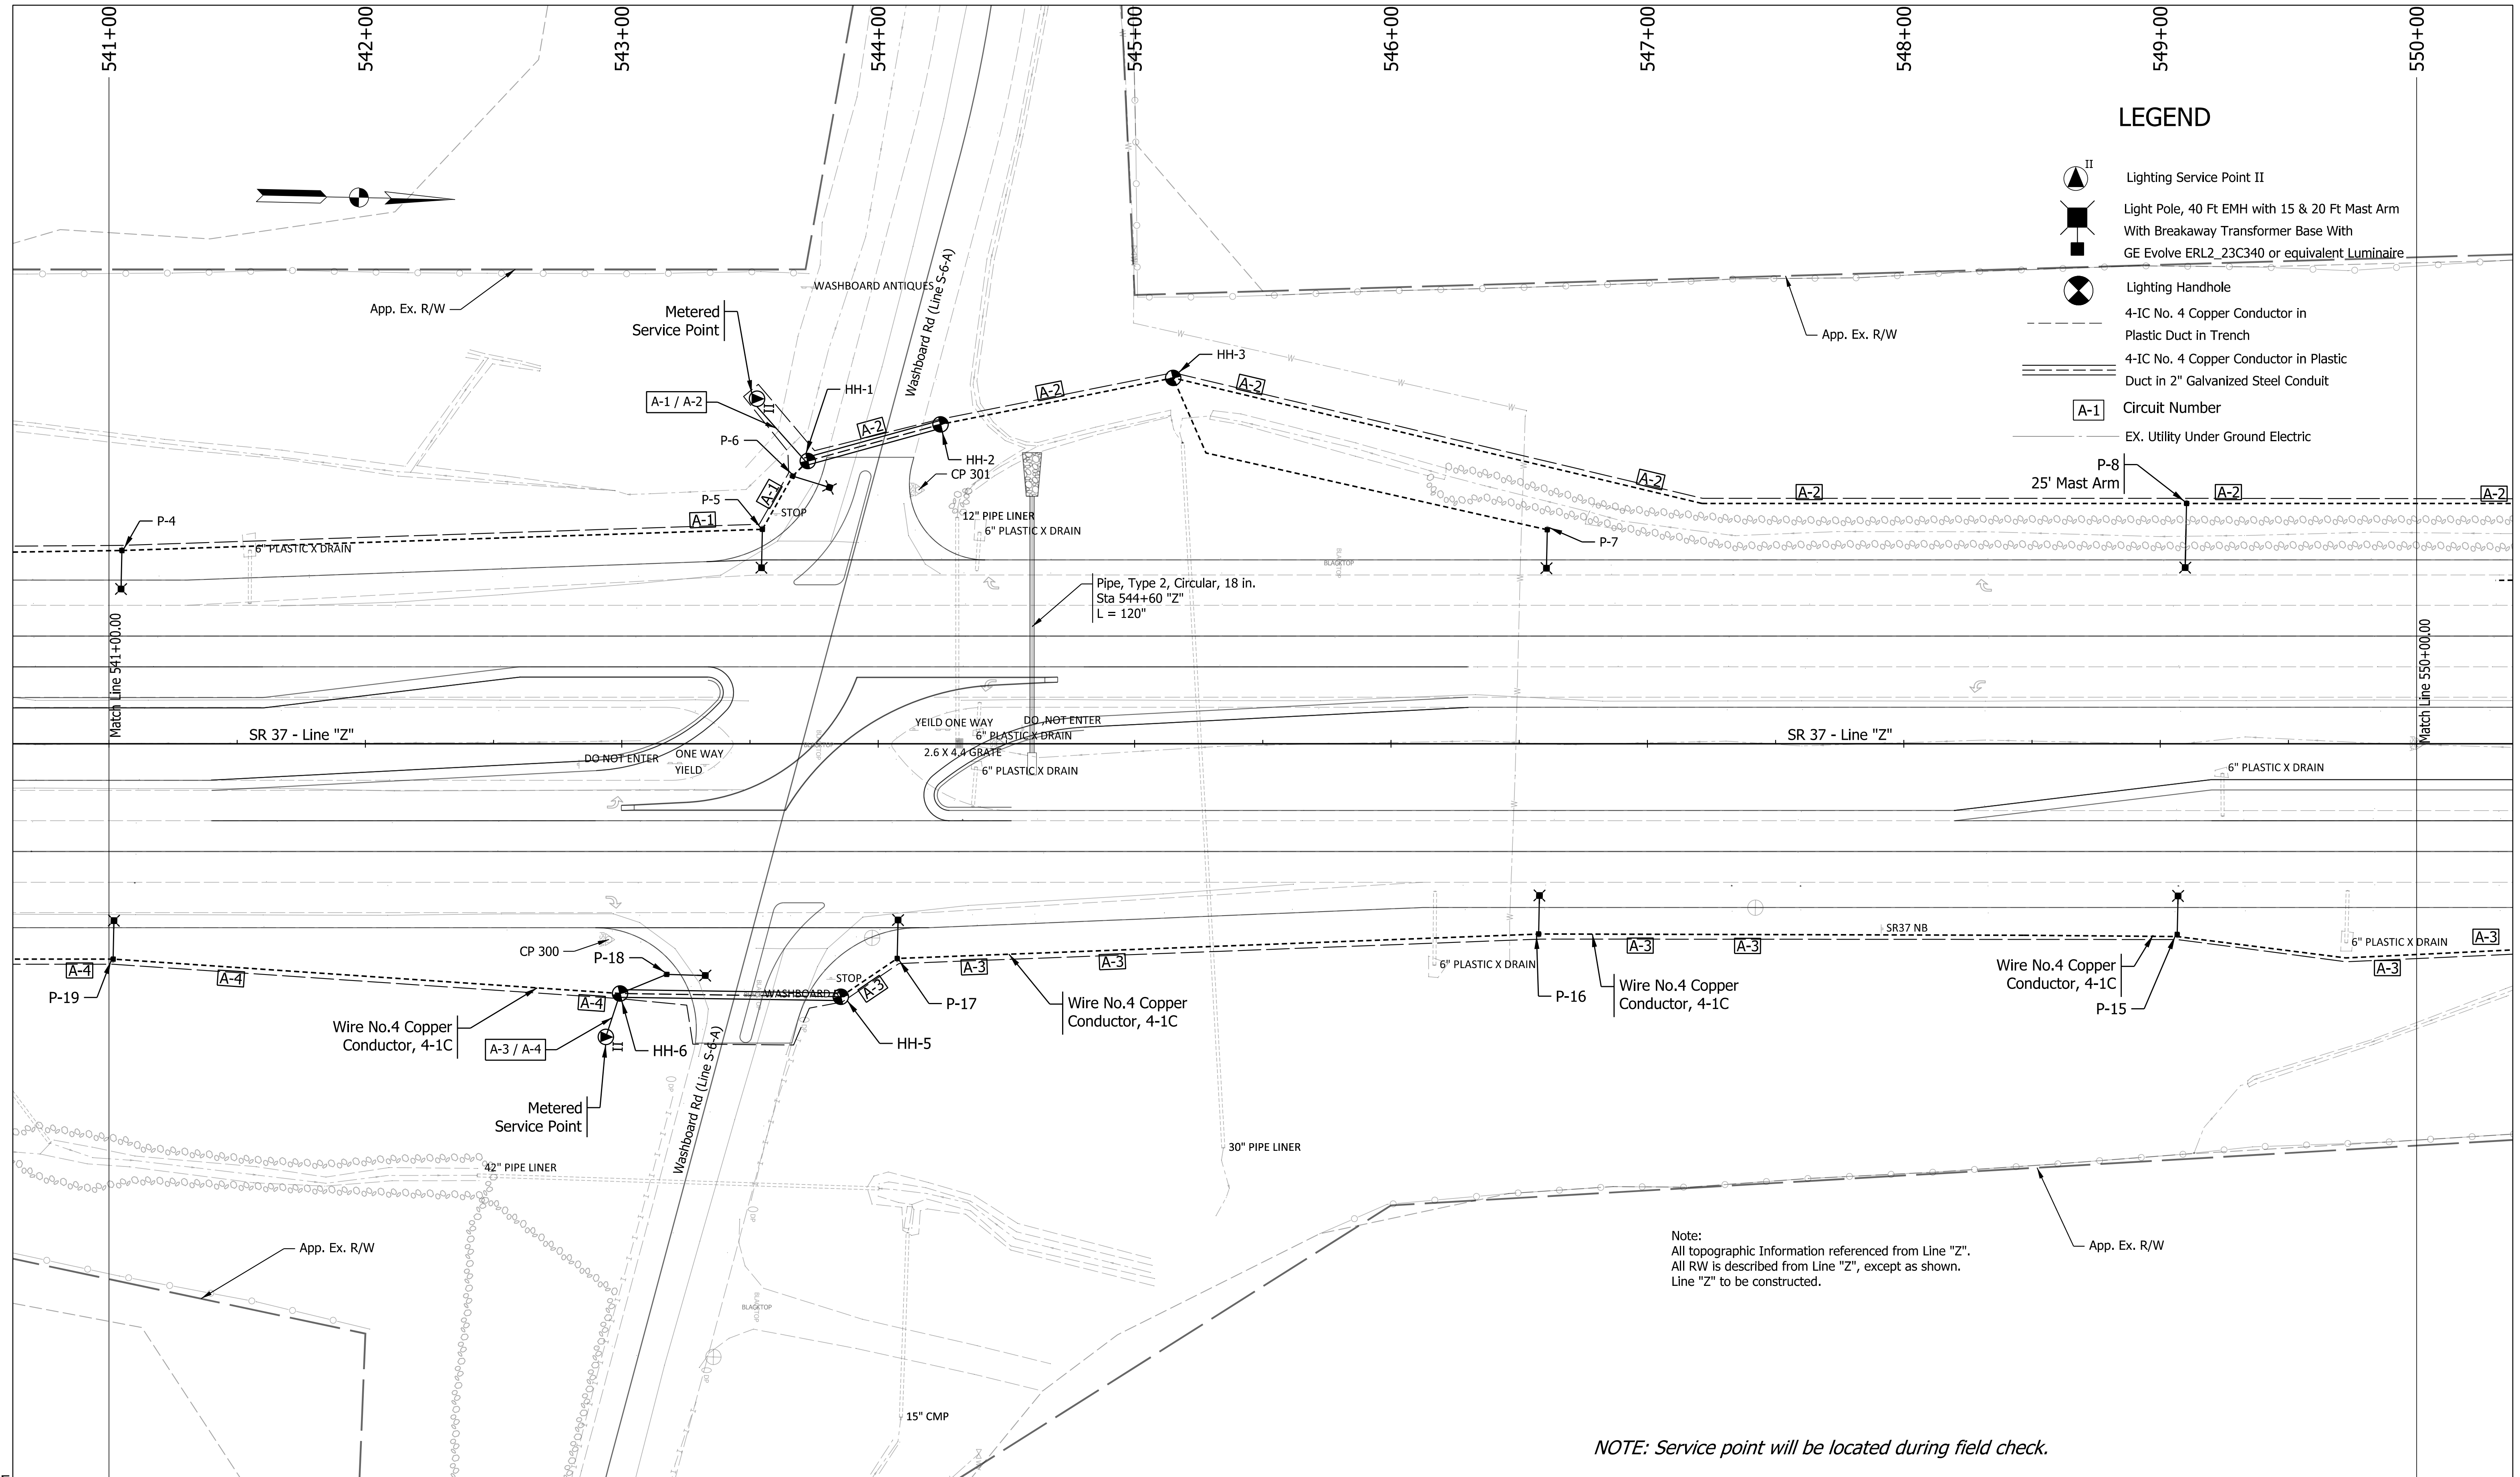 541+00
542+00
543+00
544+00
545+00
546+00
547+00
548+00
549+00
550+00
LEGEND
II
Lighting Service Point II
Light Pole, 40 Ft EMH with 15 & 20 Ft Mast Arm
With Breakaway Transformer Base With
GE Evolve ERL2_23C340 or equivalent Luminaire
Lighting Handhole
4-IC No. 4 Copper Conductor in
Plastic Duct in Trench
4-IC No. 4 Copper Conductor in Plastic
Duct in 2" Galvanized Steel Conduit
A-1
Circuit Number
EX. Utility Under Ground Electric
App. Ex. R/W
WASHBOARD ANTIQUES
Metered
Service Point
Washboard Rd (Line S-6-A)
App. Ex. R/W
HH-3
A-2
A-2
HH-1
A-1 / A-2
II
A-2
P-6
HH-2
CP 301
P-8
25' Mast Arm
A-2
A-2
A-2
A-2
A-1
P-5
STOP
12" PIPE LINER
6" PLASTIC X DRAIN
P-4
A-1
6" PLASTIC X DRAIN
P-7
BLACKTOP
BLACKTOP
Pipe, Type 2, Circular, 18 in.
Sta 544+60 "Z"
L = 120"
Match Line 541+00.00
Match Line 550+00.00
SR 37 - Line "Z"
SR 37 - Line "Z"
YEILD ONE WAY
DO NOT ENTER
6" PLASTIC X DRAIN
2.6 X 4.4 GRATE
BLACKTOP
BLACKTOP
DO NOT ENTER
ONE WAY
YIELD
6" PLASTIC X DRAIN
6" PLASTIC X DRAIN
CP 300
P-18
SR37 NB
6" PLASTIC X DRAIN
A-3
A-4
A-4
P-19
STOP
WASHBOARD
A-3
A-3
A-3
6" PLASTIC X DRAIN
A-3
A-3
A-3
A-4
P-17
P-16
P-15
Wire No.4 Copper
Conductor, 4-1C
Wire No.4 Copper
Conductor, 4-1C
Wire No.4 Copper
Conductor, 4-1C
Wire No.4 Copper
Conductor, 4-1C
A-3 / A-4
II
HH-6
HH-5
Metered
Service Point
Washboard Rd (Line S-6-A)
42" PIPE LINER
30" PIPE LINER
App. Ex. R/W
App. Ex. R/W
Note:
All topographic Information referenced from Line "Z".
All RW is described from Line "Z", except as shown.
Line "Z" to be constructed.
BLACKTOP
BLACKTOP
15" CMP
NOTE: Service point will be located during field check.